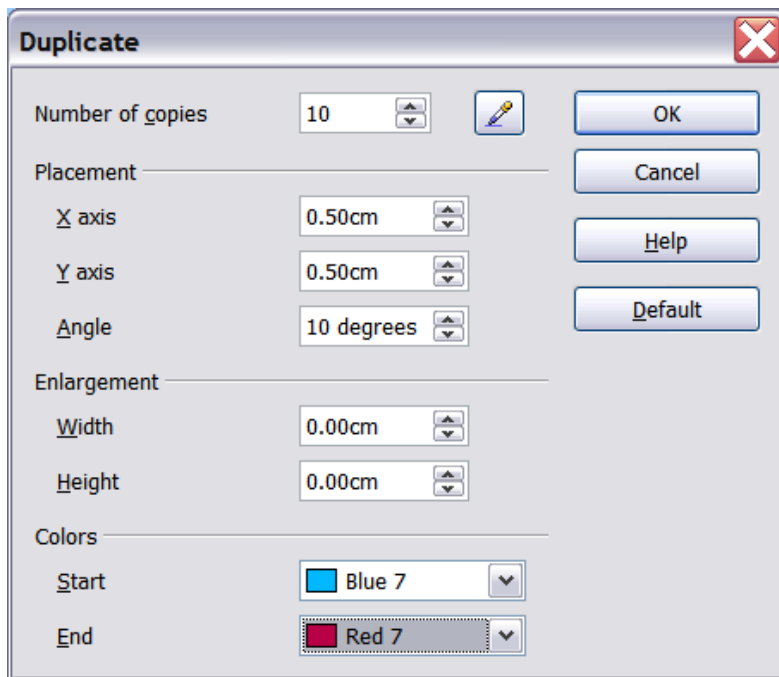 Duplicate
Number of copies 10 OK
Placement Cancel
X axis 0.50cm
Y axis 0.50cm Help
Angle 10 degrees Default
Enlargement
Width 0.00cm
Height 0.00cm
Colors
Start Blue 7
End Red 7